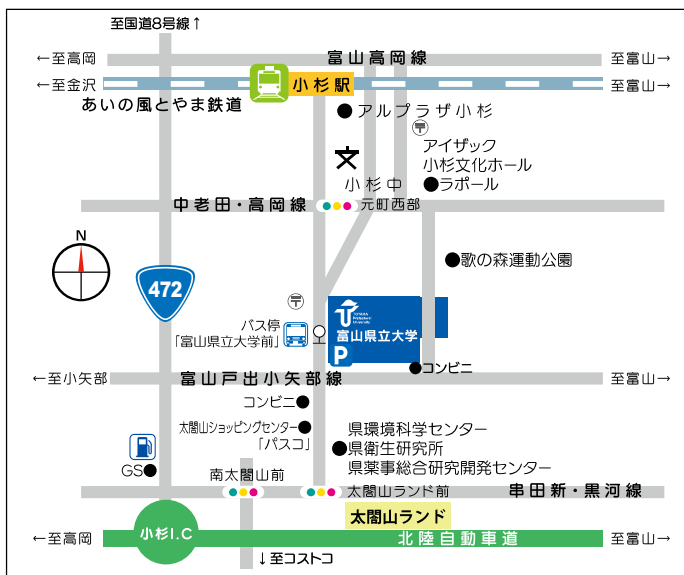 至国道8号線↑
←至高岡
富山高岡線
至富山→
←至金沢
小杉駅
至富山→
あいの風とやま鉄道
アルプラザ小杉
アイザック
小杉文化ホール
ラポール
小杉中
中老田・高岡線
元町西部
N
歌の森運動公園
472
バス停
「富山県立大学前」
TOYAMA
Prefectural
University
富山県立大学
P
コンビニ
←至小矢部
富山戸出小矢部線
至富山→
コンビニ
太閤山ショッピングセンター
「パスコ」
県環境科学センター
県衛生研究所
県薬事総合研究開発センター
GS
南太閤山前
太閤山ランド前
串田新・黒河線
太閤山ランド
小杉I.C
←至高岡
北陸自動車道
至富山→
↓至コストコ